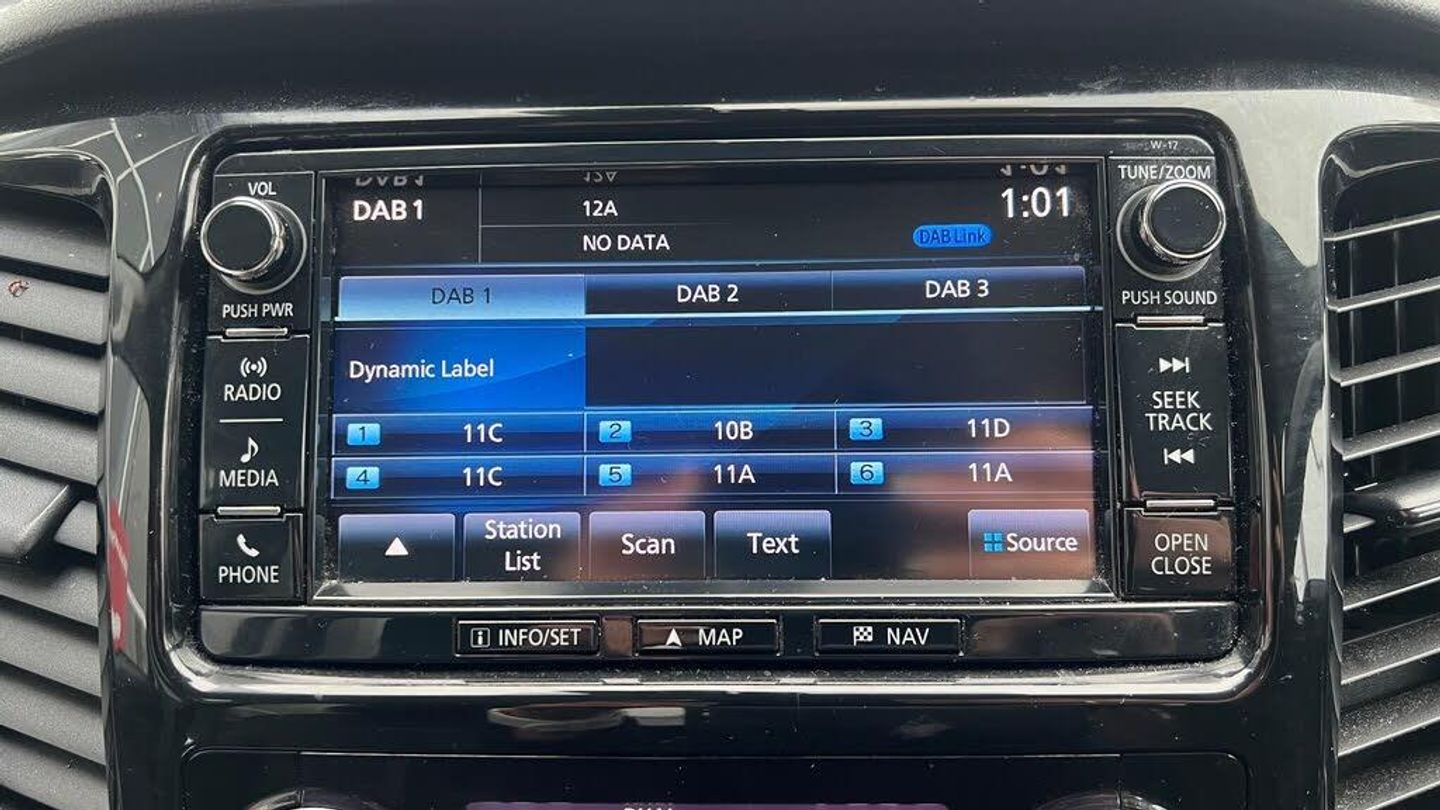 W-12
VOL
TUNE/ZOOM
DAB 1
12A
1:01
NO DATA
DAB Link
PUSH PWR
PUSH SOUND
DAB 1
DAB 2
DAB 3
RADIO
Dynamic Label
SEEK
TRACK
1 11C
2 10B
3 11D
MEDIA
4 11C
5 11A
6 11A
Station
List
Scan
Text
Source
PHONE
OPEN
CLOSE
INFO/SET
MAP
NAV